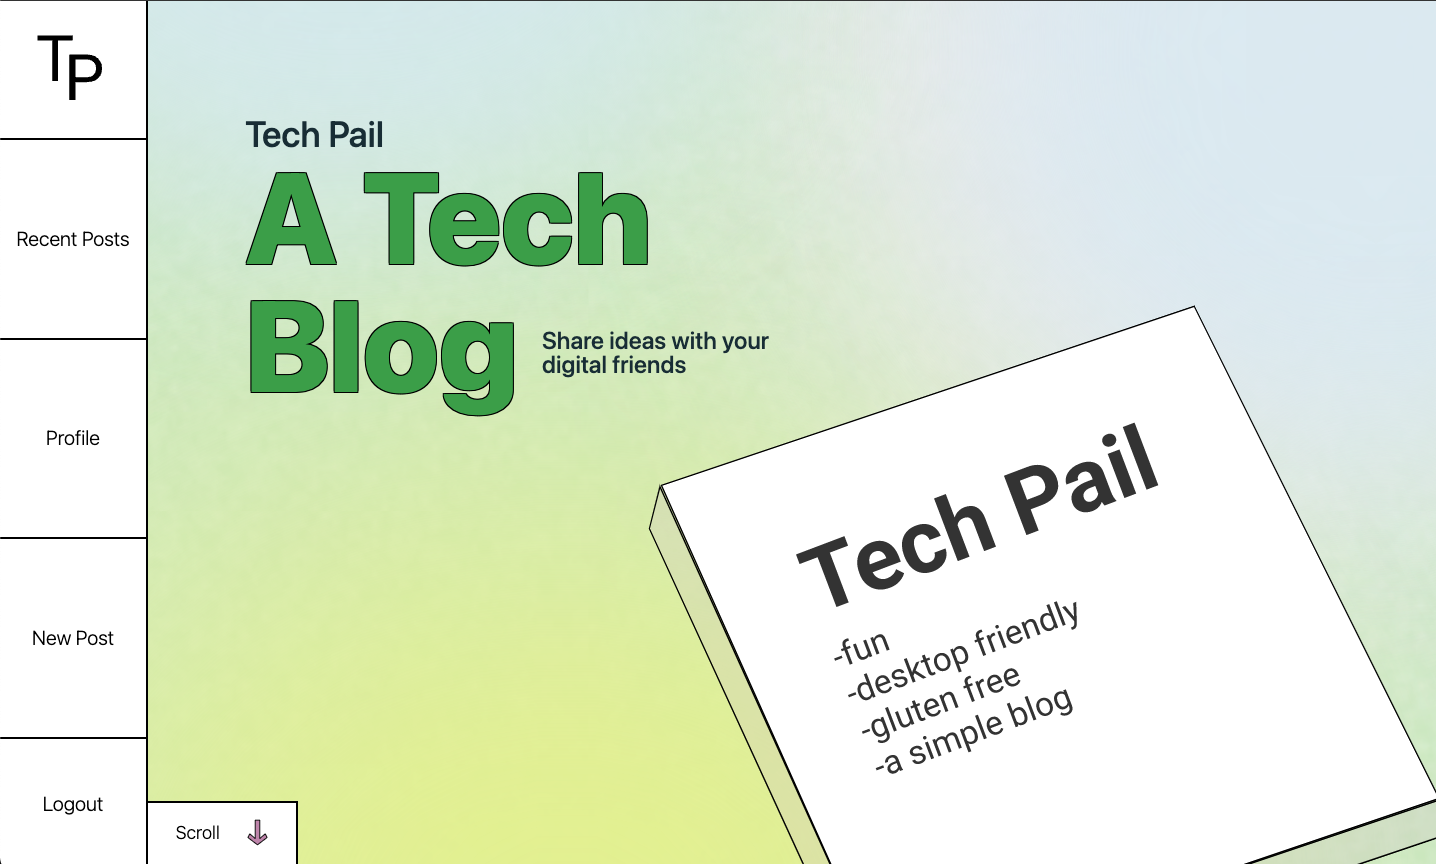 TP
Recent Posts
Profile
New Post
Logout
Tech Pail
A Tech
Blog
Share ideas with your
digital friends
Tech Pail
-fun
-desktop friendly
-gluten free
-a simple blog
Scroll